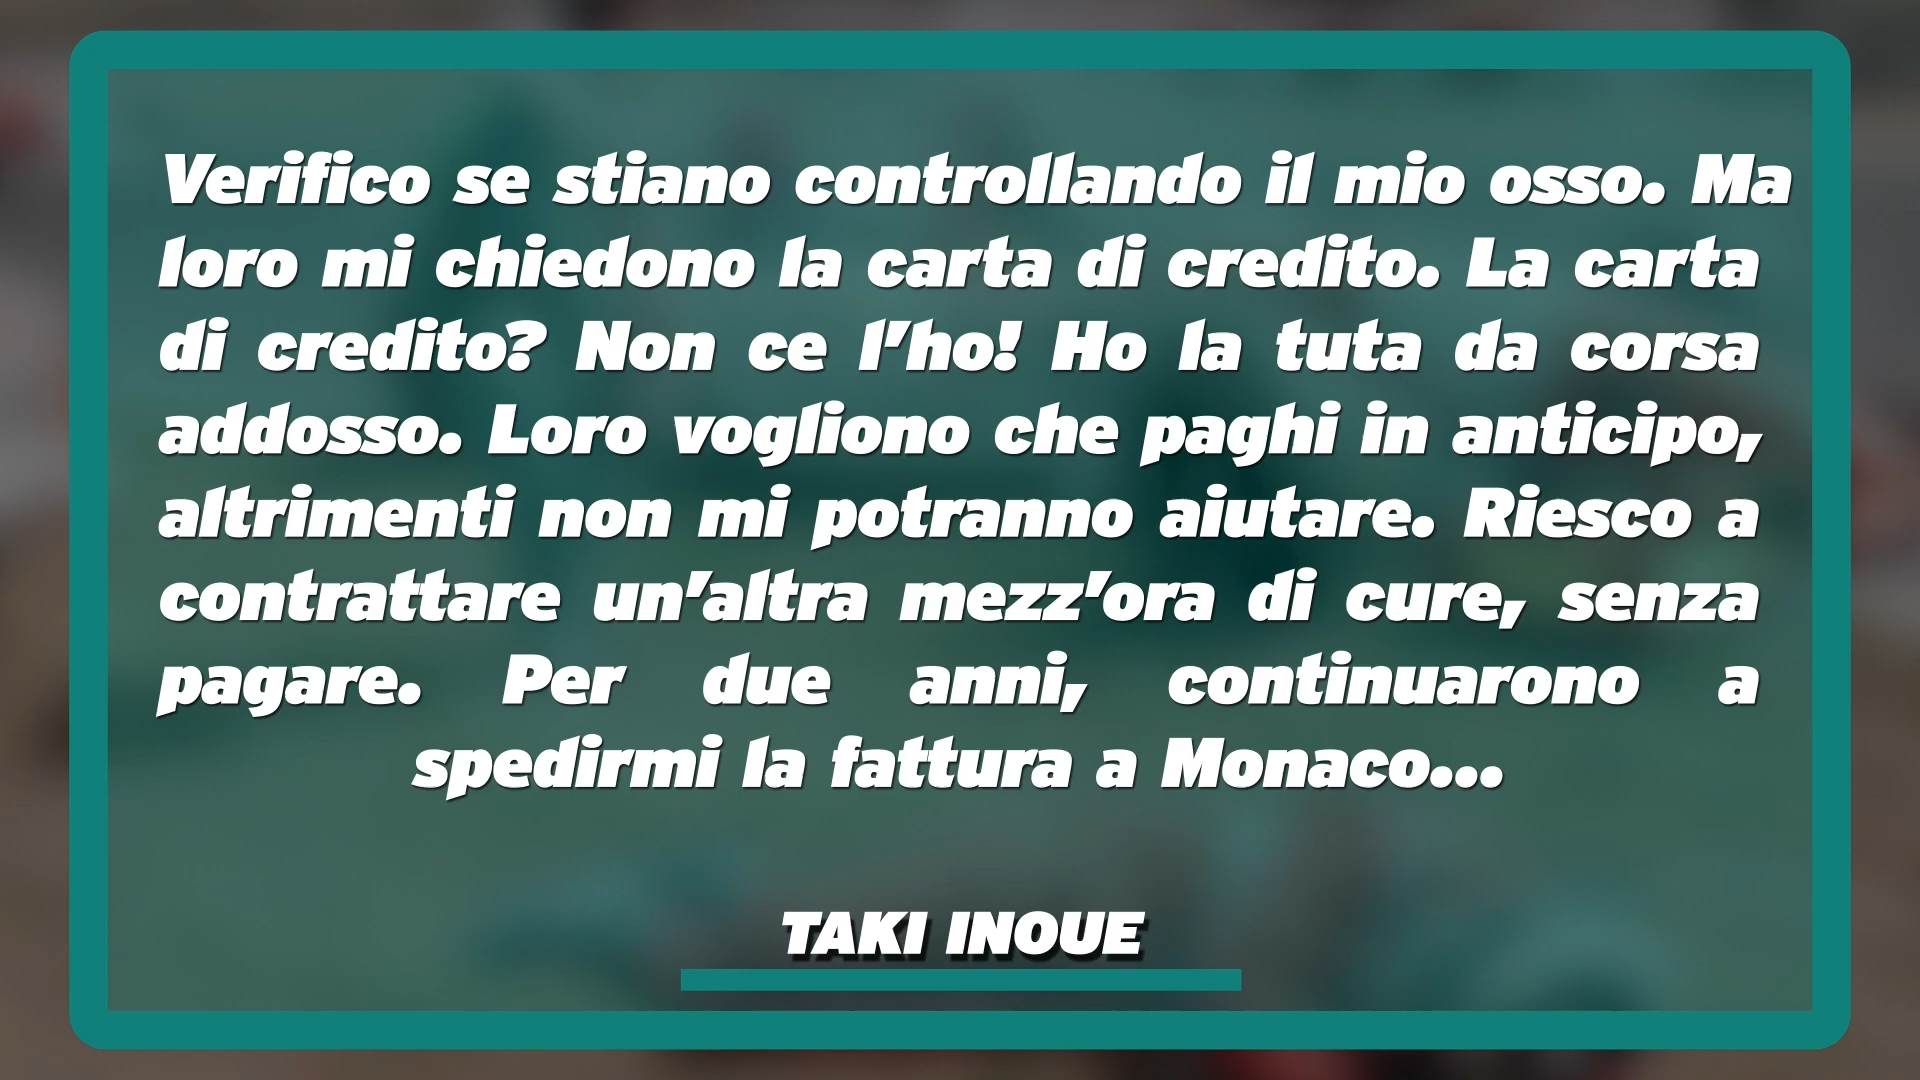 Verifico se stiano controllando il mio osso. Ma
loro mi chiedono la carta di credito. La carta
di credito? Non ce l'ho! Ho la tuta da corsa
addosso. Loro vogliono che paghi in anticipo,
altrimenti non mi potranno aiutare. Riesco a
contrattare un'altra mezz'ora di cure, senza
pagare. Per due anni, continuarono a
spedirmi la fattura a Monaco...
TAKI INOUE